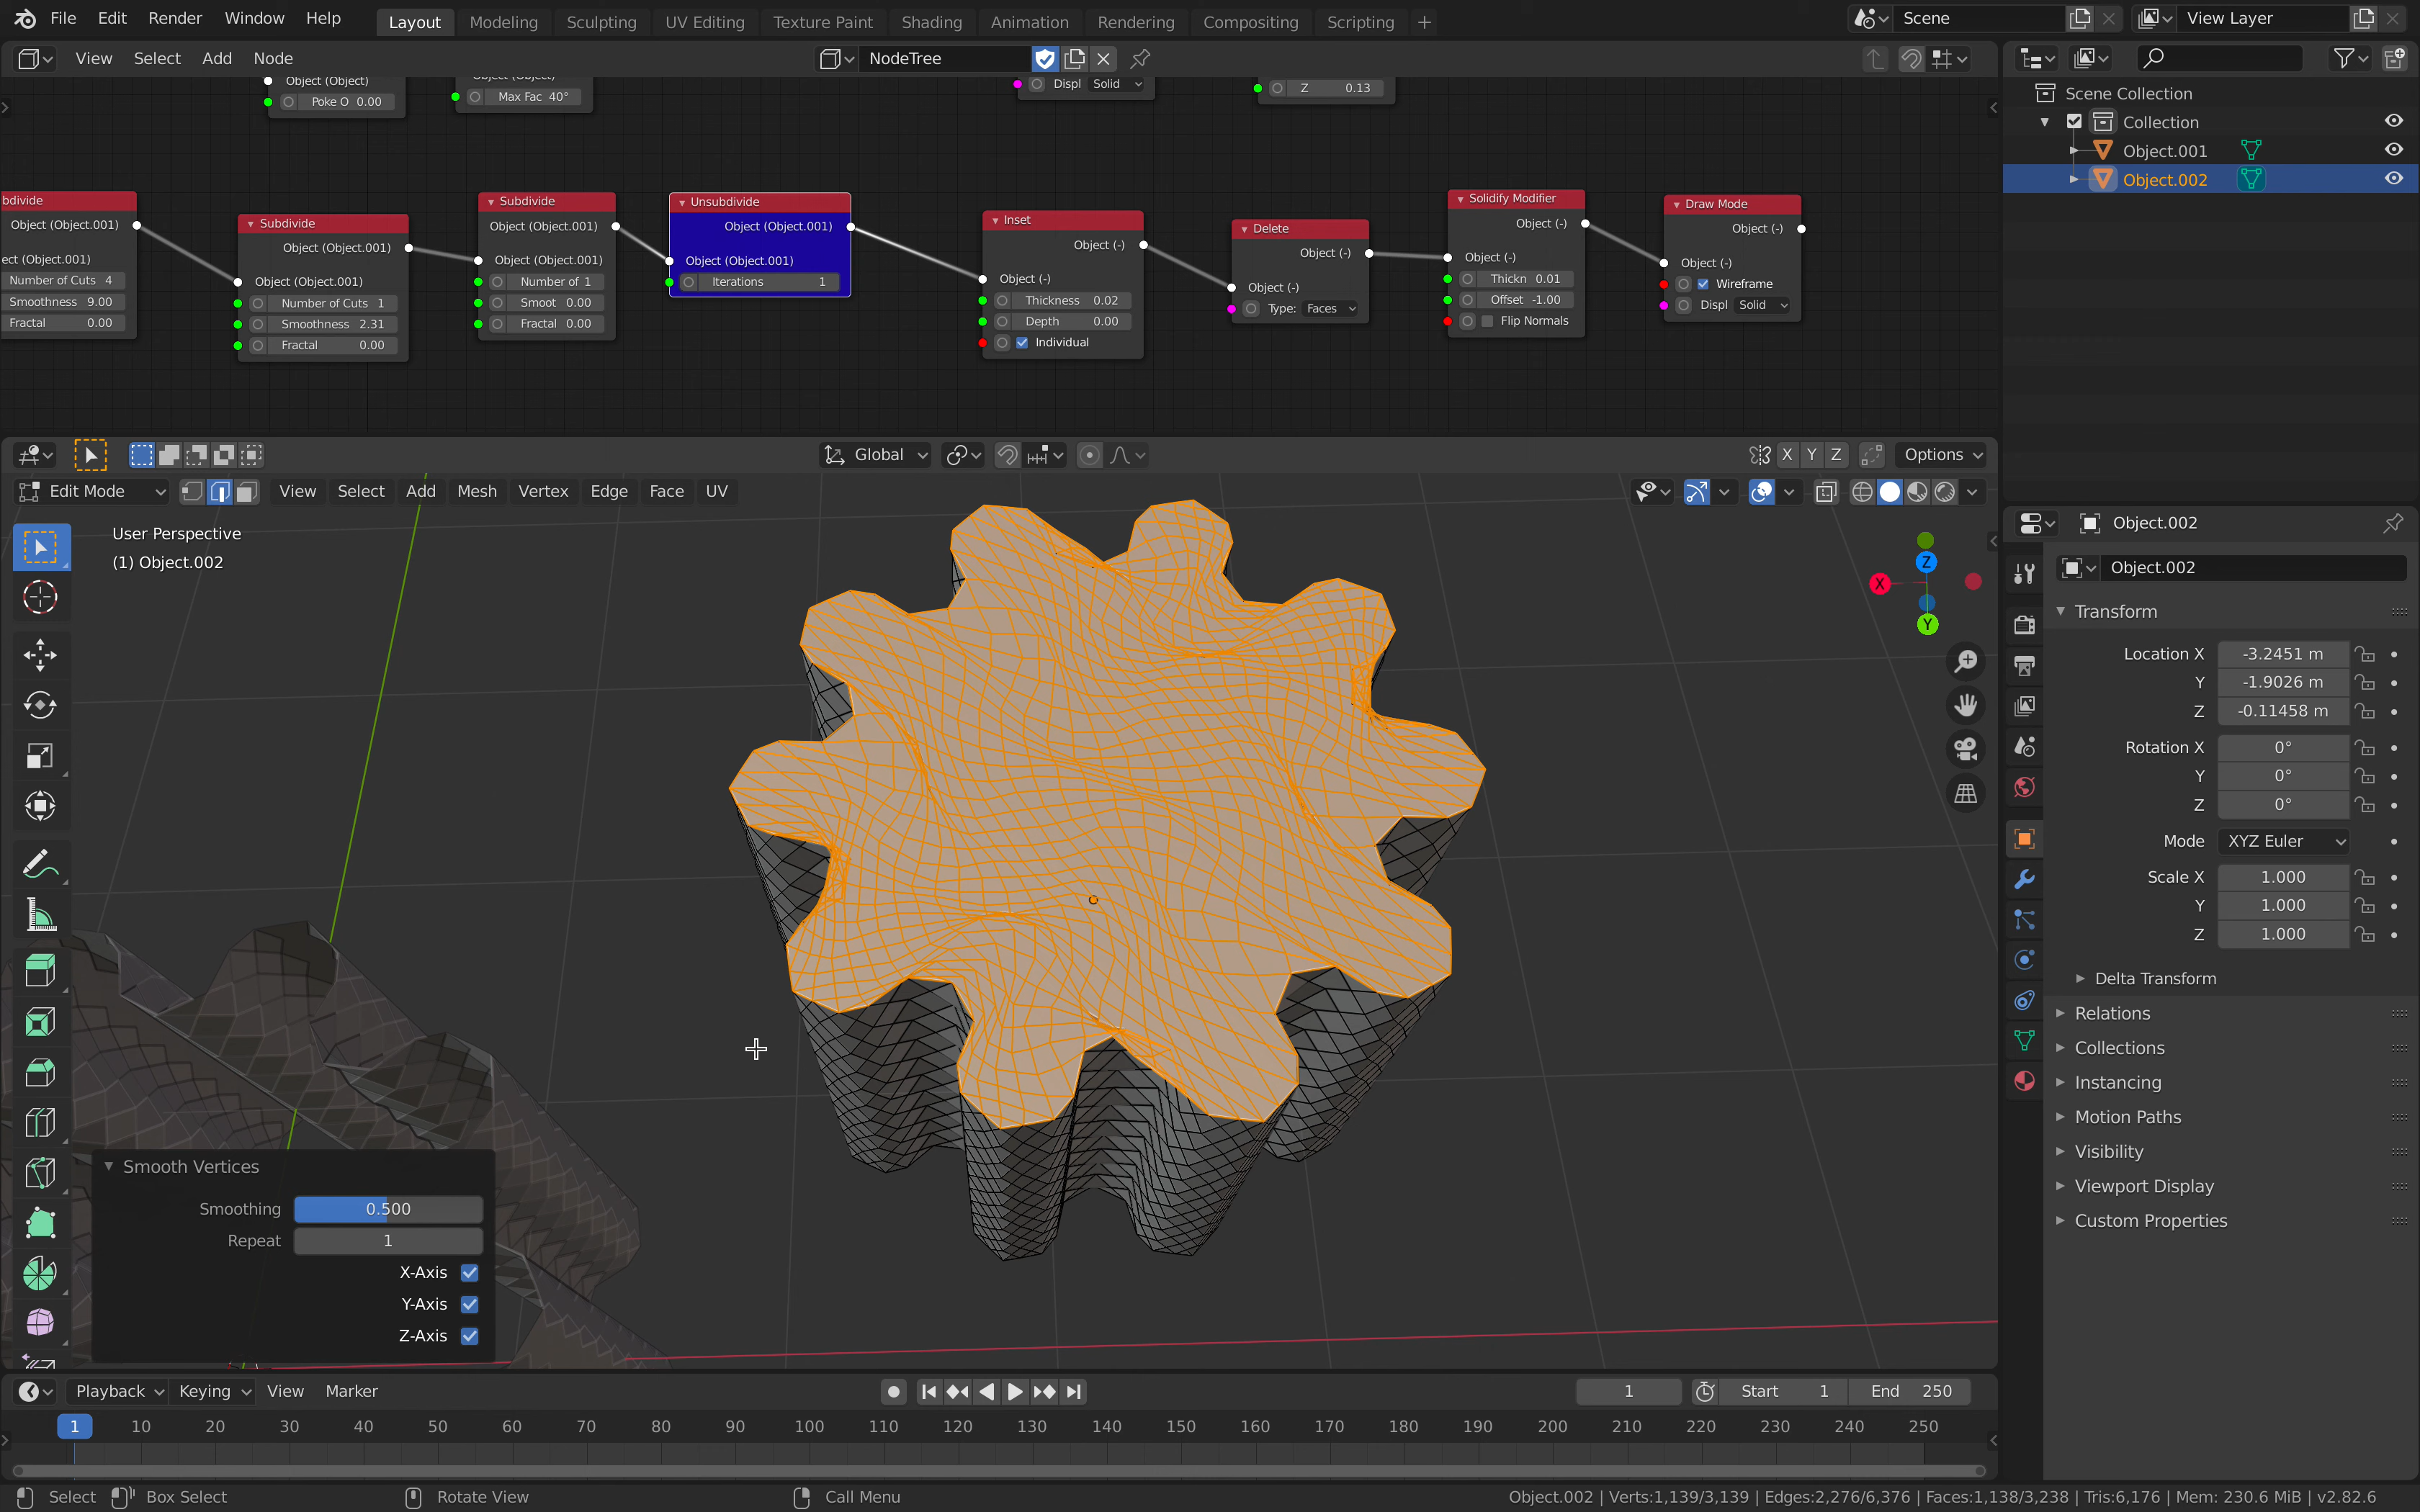 File Edit Render Window Help Layout Modeling Sculpting UV Editing Texture Paint Shading Animation Rendering Compositing Scripting + Scene View Layer
View Select Add Node NodeTree
Object (Object)
Poke O 0.00
Max Fac 40°
Displ Solid
Z 0.13
bdivide
Object (Object.001)
ect (Object.001)
Number of Cuts 4
Smoothness 9.00
Fractal 0.00
Subdivide
Object (Object.001)
Object (Object.001)
Number of Cuts 1
Smoothness 2.31
Fractal 0.00
Subdivide
Object (Object.001)
Object (Object.001)
Number of 1
Smoot 0.00
Fractal 0.00
Unsubdivide
Object (Object.001)
Object (Object.001)
Iterations 1
Inset
Object (-)
Object (-)
Thickness 0.02
Depth 0.00
Individual
Delete
Object (-)
Object (-)
Type: Faces
Solidify Modifier
Object (-)
Object (-)
Thickn 0.01
Offset -1.00
Flip Normals
Draw Mode
Object (-)
Object (-)
Wireframe
Displ Solid
Scene Collection
Collection
Object.001
Object.002
Global X Y Z Options
Edit Mode View Select Add Mesh Vertex Edge Face UV
User Perspective
(1) Object.002
Z
X
Y
Smooth Vertices
Smoothing 0.500
Repeat 1
X-Axis
Y-Axis
Z-Axis
Object.002
Object.002
Transform
Location X -3.2451 m
Y -1.9026 m
Z -0.11458 m
Rotation X 0°
Y 0°
Z 0°
Mode XYZ Euler
Scale X 1.000
Y 1.000
Z 1.000
Delta Transform
Relations
Collections
Instancing
Motion Paths
Visibility
Viewport Display
Custom Properties
Playback Keying View Marker 1 Start 1 End 250
1 10 20 30 40 50 60 70 80 90 100 110 120 130 140 150 160 170 180 190 200 210 220 230 240 250
Select Box Select Rotate View Call Menu Object.002 | Verts:1,139/3,139 | Edges:2,276/6,376 | Faces:1,138/3,238 | Tris:6,176 | Mem: 230.6 MiB | v2.82.6